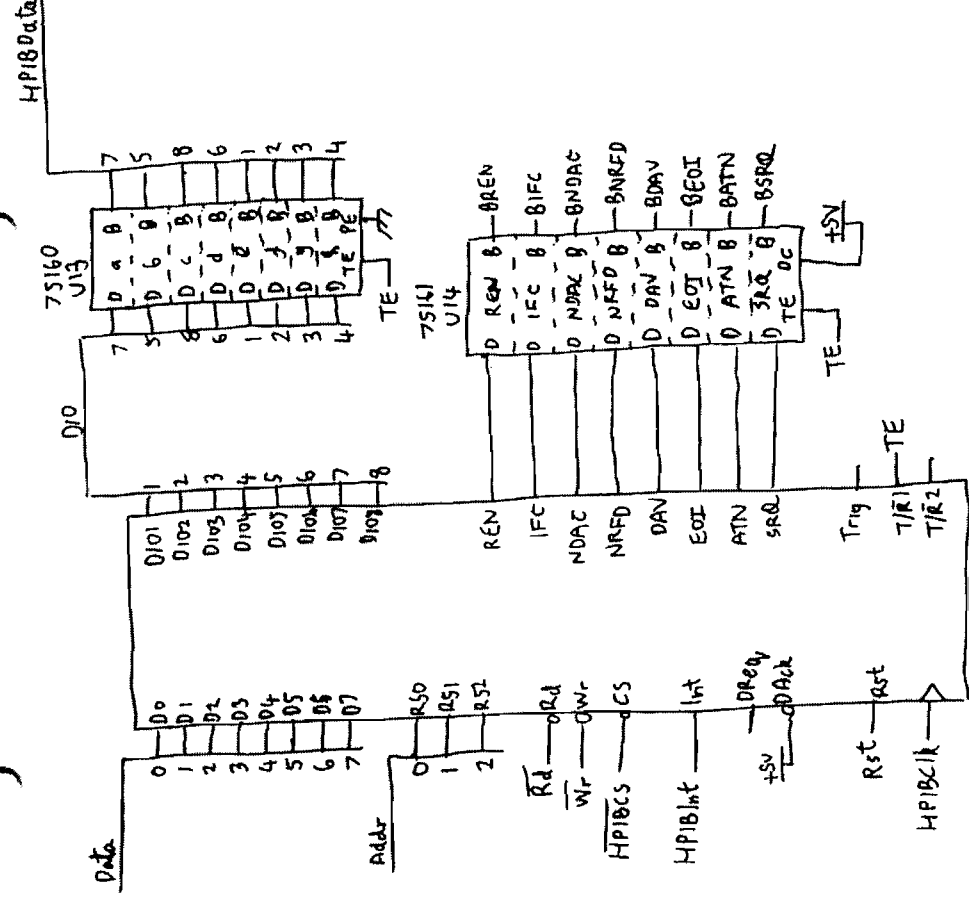 Data
0 D0
1 D1
2 D2
3 D3
4 D4
5 D5
6 D6
7 D7
Addr
0 RS0
1 RS1
2 RS2
R̅d̅ Rd
W̅r̅ Wr
H̅P̅I̅B̅C̅S̅ CS
HPIBInt Int
DReq
+5V DAck
Rst Rst
HPIBClk
DIO
DIO1 1
DIO2 2
DIO3 3
DIO4 4
DIO5 5
DIO6 6
DIO7 7
DIO8 8
REN
IFC
NDAC
NRFD
DAV
EOI
ATN
SRQ
Trig
T/R̅1 TE
T/R̅2
HPIBData
75160
U13
7 D a B 7
5 D b B 5
8 D c B 8
6 D d B 6
1 D e B 1
2 D f B 2
3 D g B 3
4 D h B 4
TE PE
TE
75161
U14
D REN B BREN
D IFC B BIFC
D NDAC B BNDAC
D NRFD B BNRFD
D DAV B BDAV
D EOI B BEOI
D ATN B BATN
D SRQ B BSRQ
TE DC
TE +5V